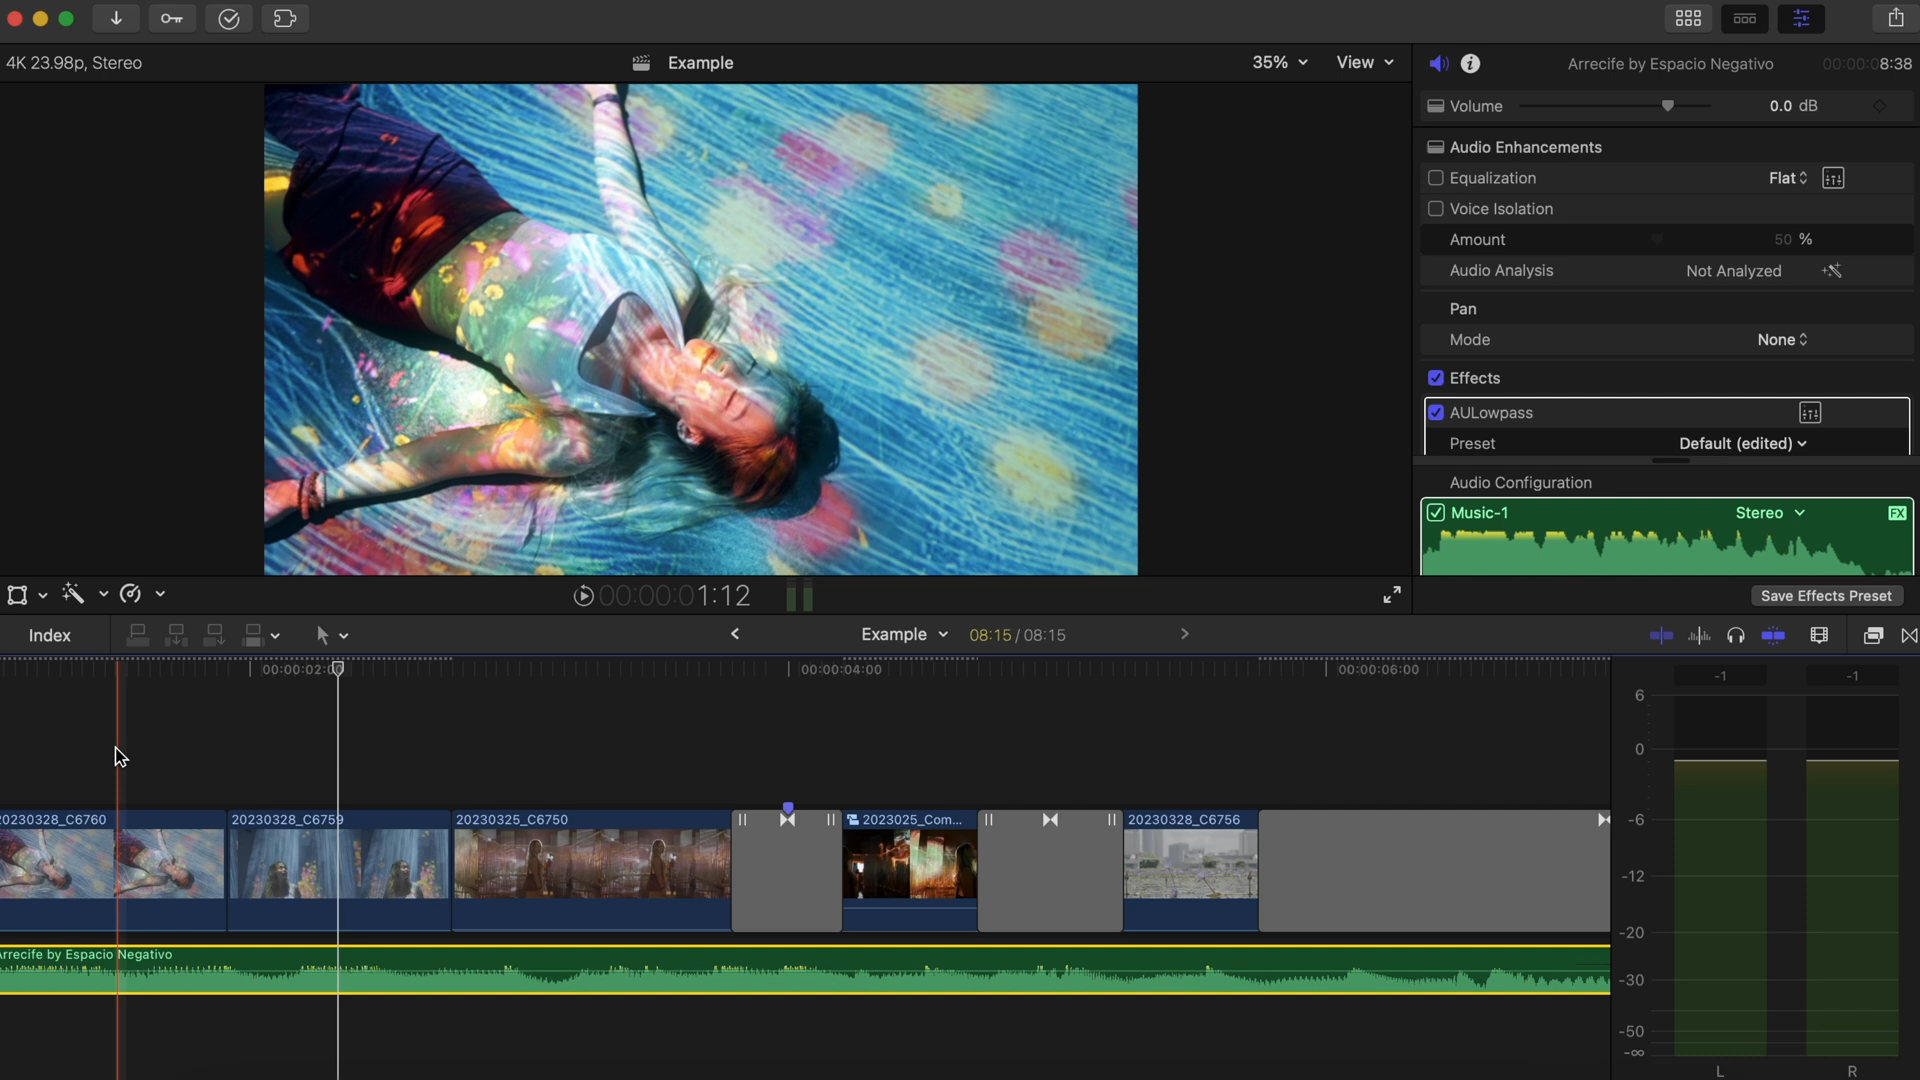 4K 23.98p, Stereo
Example
35%
View
Arrecife by Espacio Negativo
00:00:08:38
Volume
0.0 dB
Audio Enhancements
Equalization
Flat
Voice Isolation
Amount
50 %
Audio Analysis
Not Analyzed
Pan
Mode
None
Effects
AULowpass
Preset
Default (edited)
Audio Configuration
Music-1
Stereo
FX
00:00:01:12
Save Effects Preset
Index
Example
08:15 / 08:15
00:00:02:00
00:00:04:00
00:00:06:00
-1
-1
20230328_C6760
20230328_C6759
20230325_C6750
2023025_Com...
20230328_C6756
rrecife by Espacio Negativo
6
0
-6
-12
-20
-30
-50
-∞
L
R